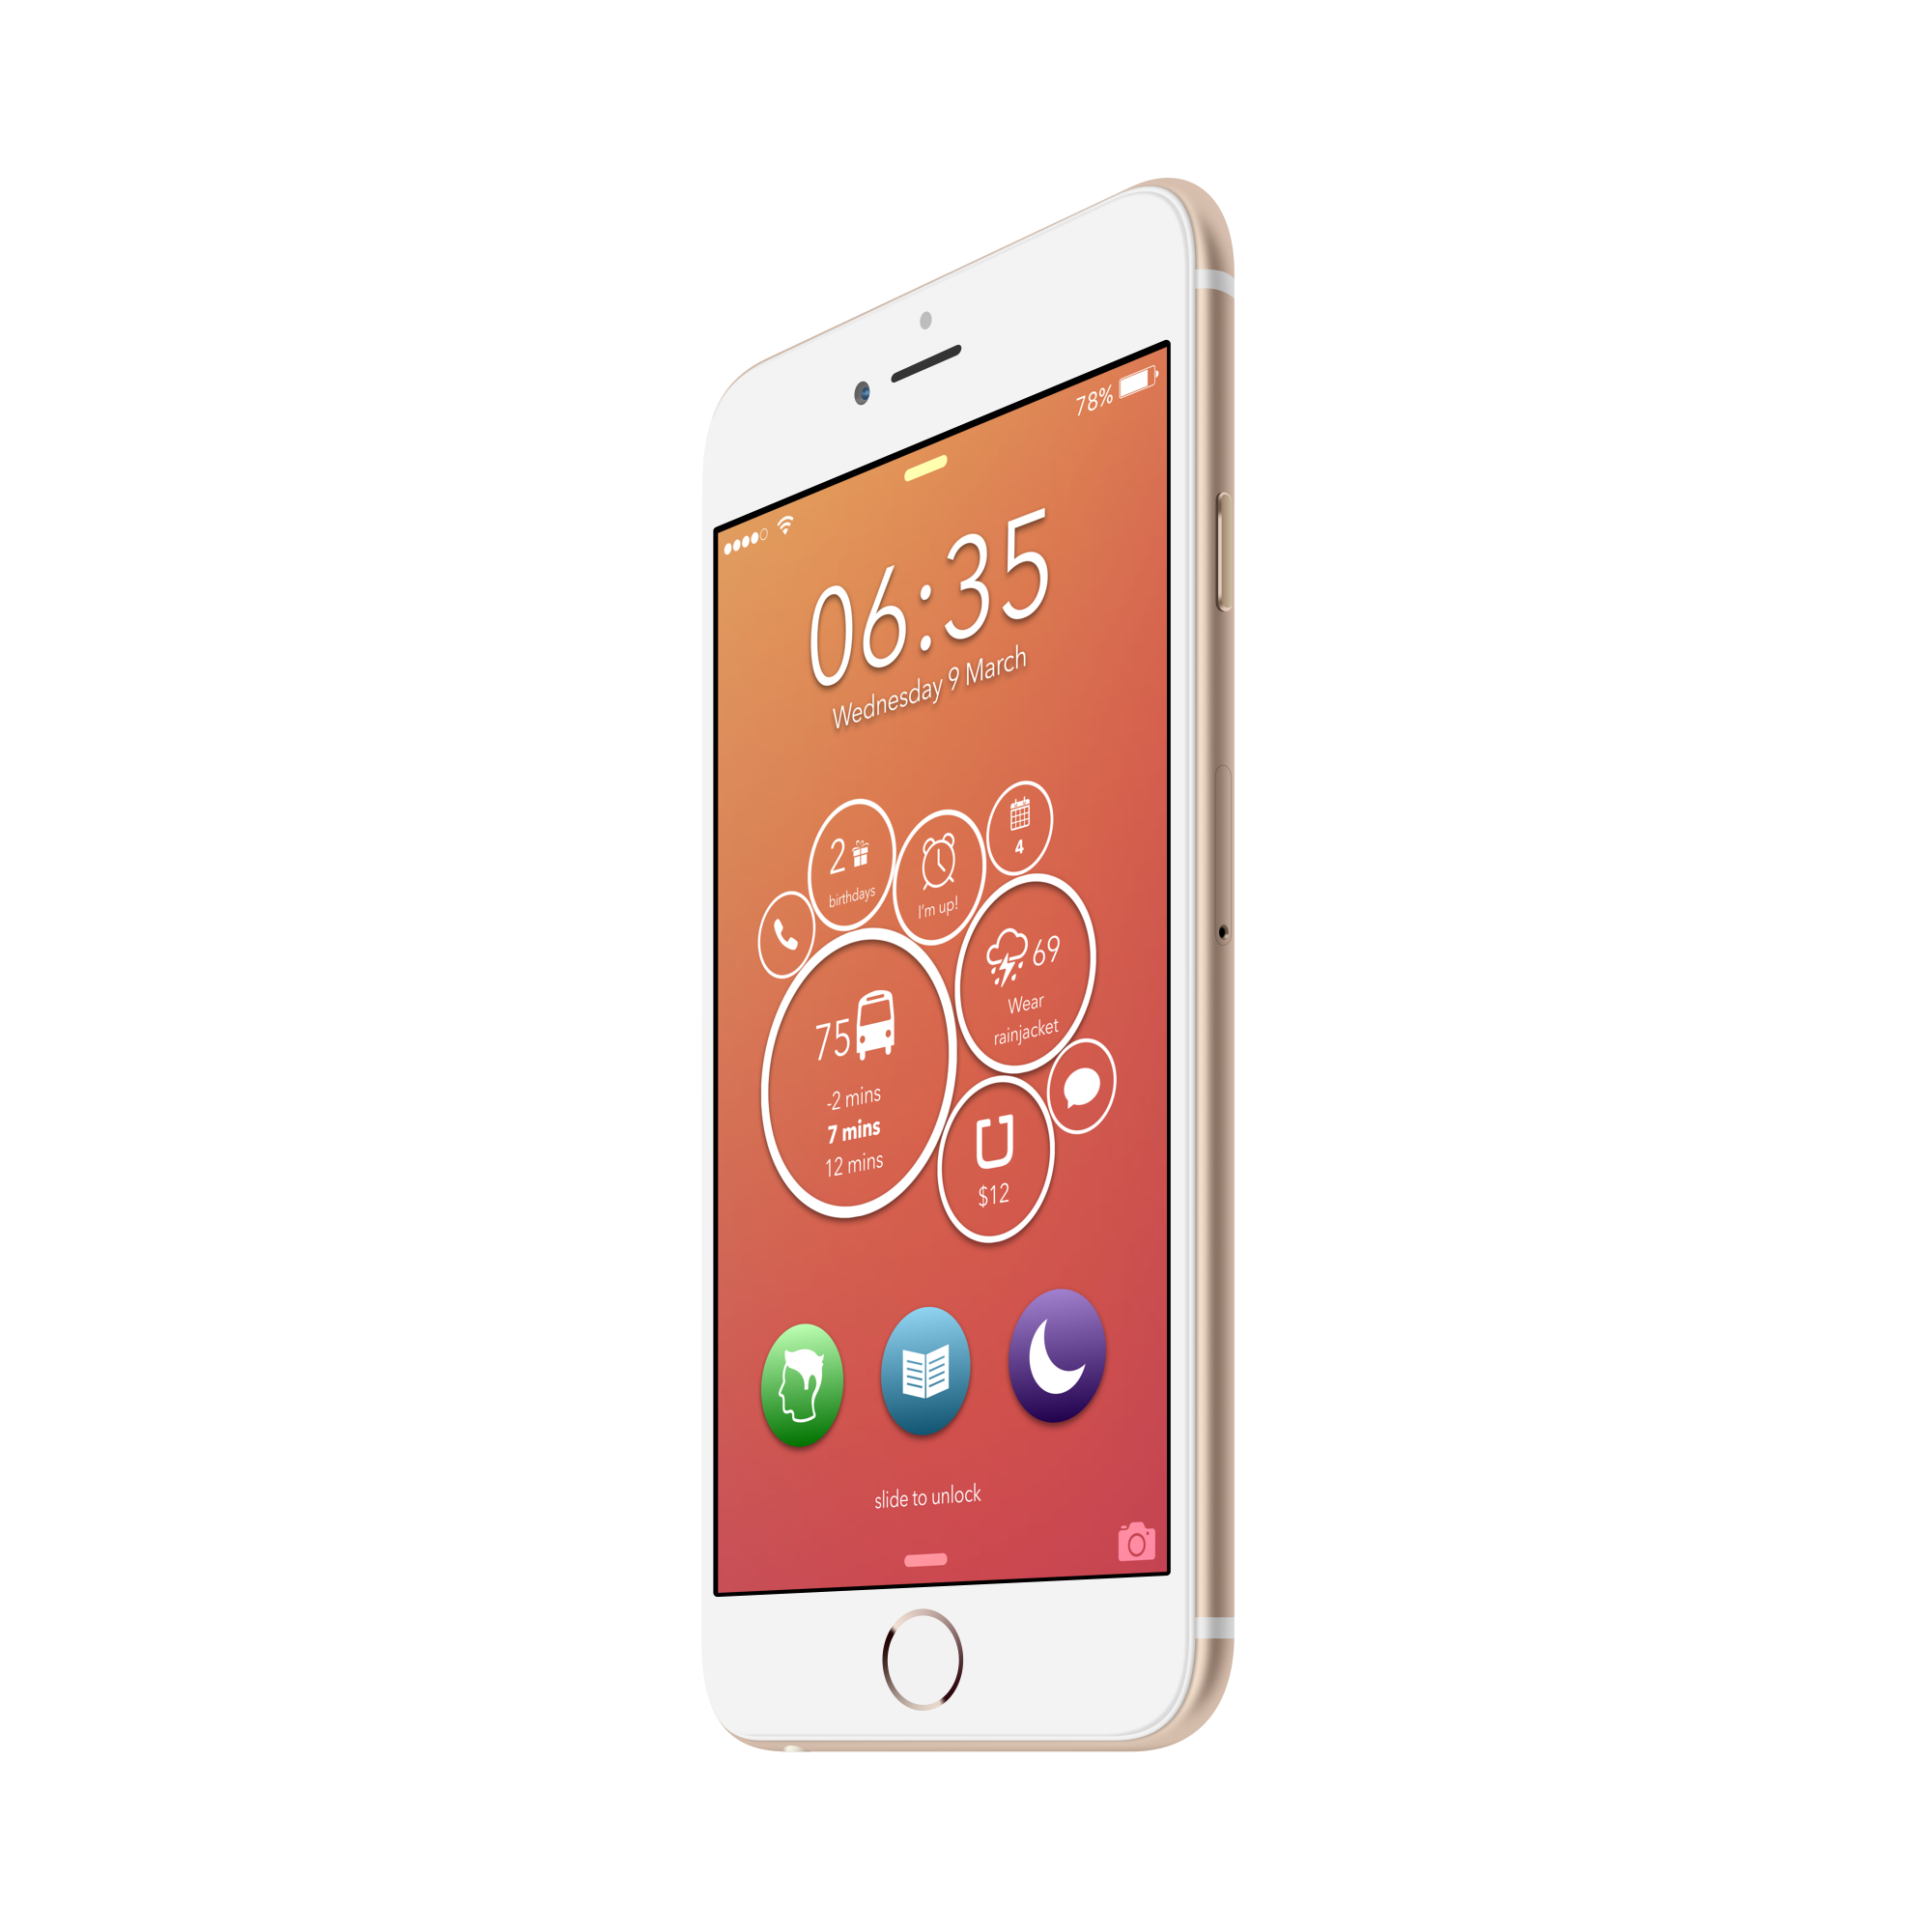 78%
06:35
Wednesday 9 March
4
2
birthdays
I'm up!
69
Wear
rainjacket
75
-2 mins
7 mins
12 mins
$12
slide to unlock